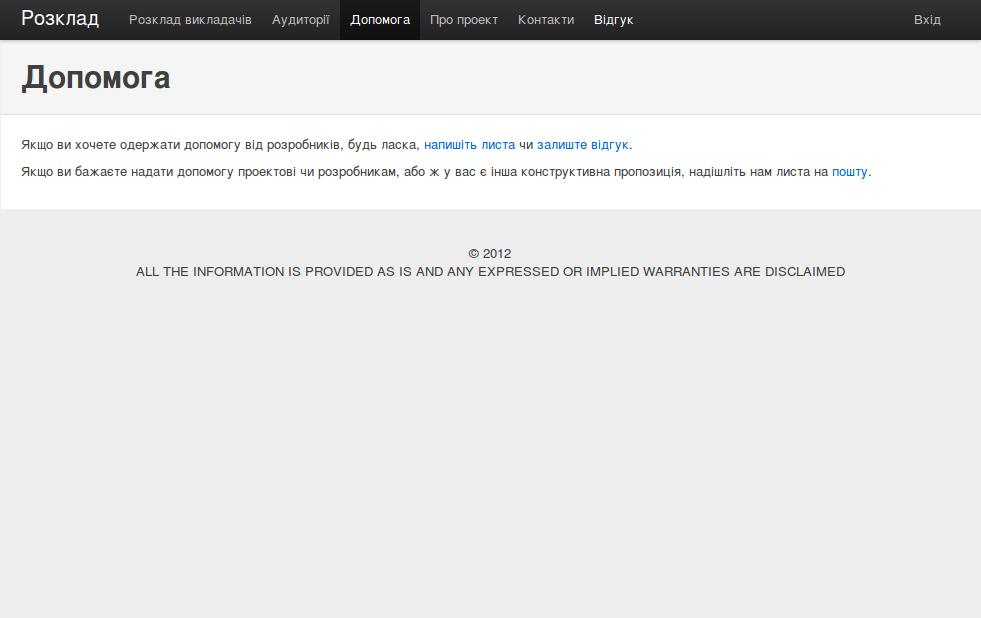 Розклад Розклад викладачів Аудиторії Допомога Про проект Контакти Відгук Вхід
Допомога
Якщо ви хочете одержати допомогу від розробників, будь ласка, напишіть листа чи залиште відгук.
Якщо ви бажаєте надати допомогу проектові чи розробникам, або ж у вас є інша конструктивна пропозиція, надішліть нам листа на пошту.
© 2012
ALL THE INFORMATION IS PROVIDED AS IS AND ANY EXPRESSED OR IMPLIED WARRANTIES ARE DISCLAIMED